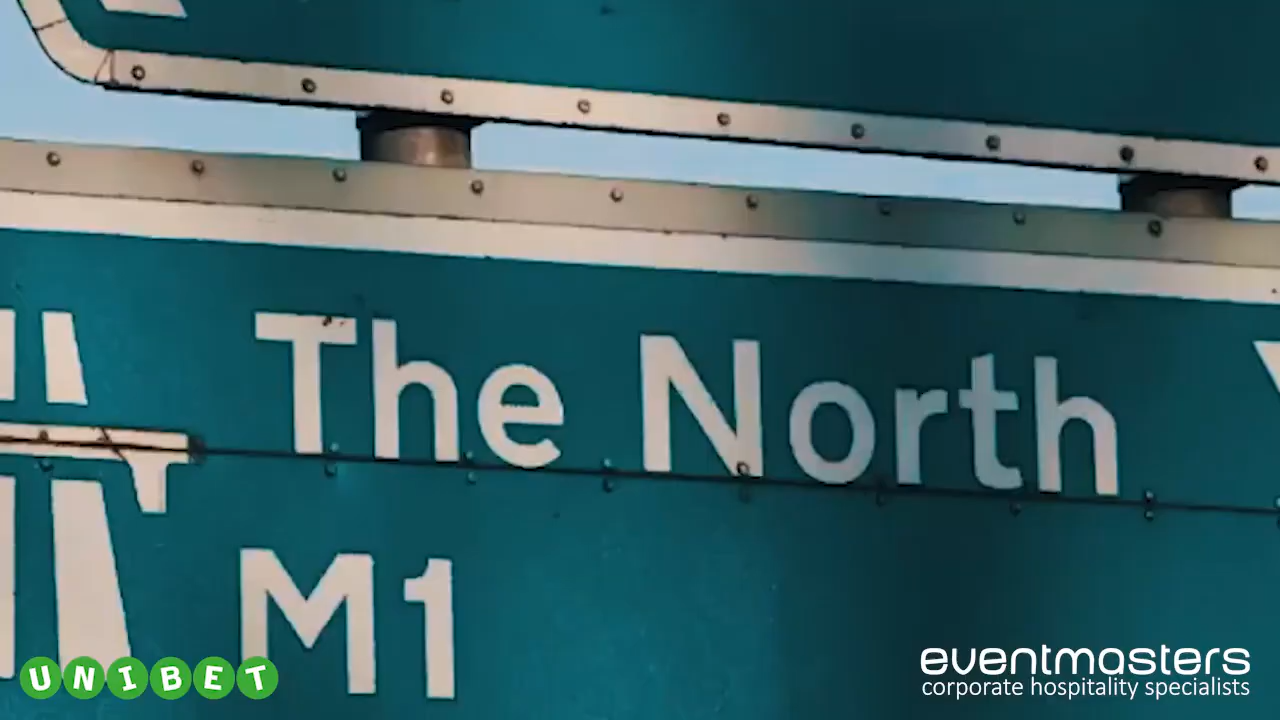 The North
M1
UNIBET
eventmasters
corporate hospitality specialists